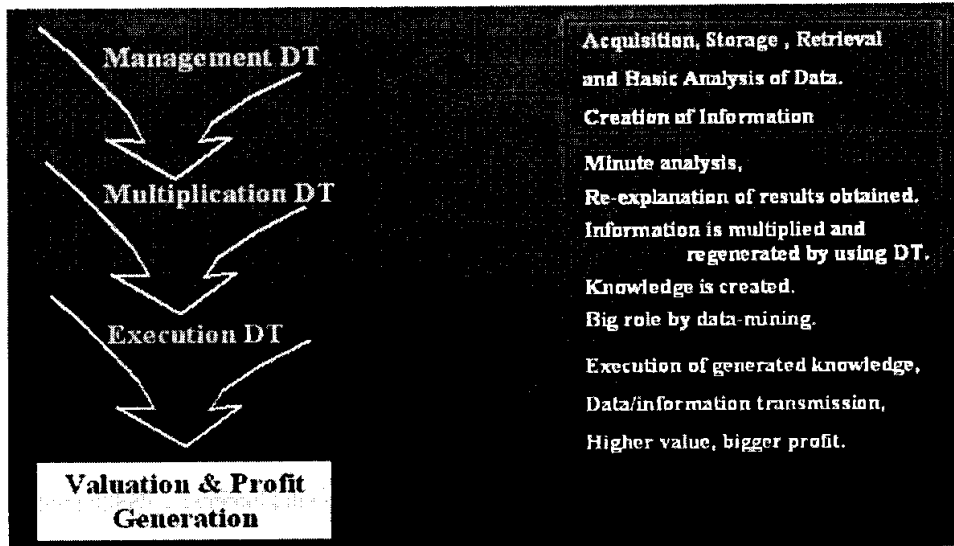 Management DT
Acquisition, Storage , Retrieval
and Basic Analysis of Data.
Creation of Information
Multiplication DT
Minute analysis,
Re-explanation of results obtained.
Information is multiplied and
regenerated by using DT.
Knowledge is created.
Big role by data-mining.
Execution DT
Execution of generated knowledge,
Data/information transmission,
Higher value, bigger profit.
Valuation & Profit
Generation